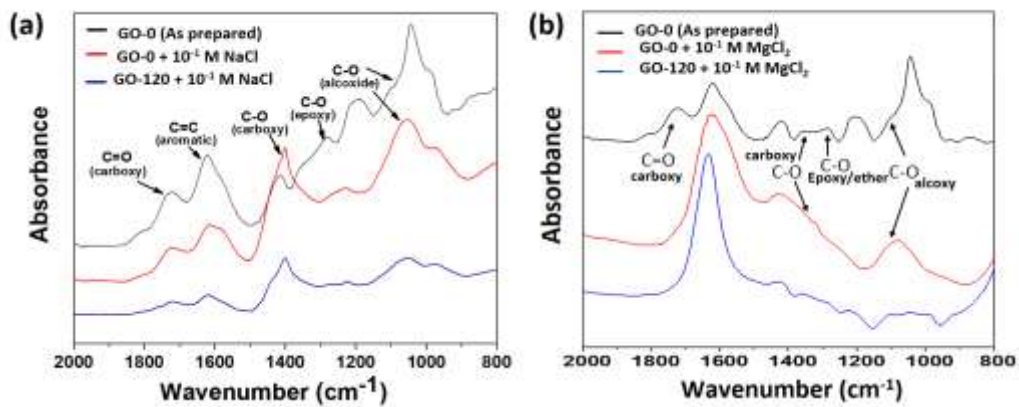 (a)
GO-0 (As prepared)
GO-0 + 10⁻¹ M NaCl
GO-120 + 10⁻¹ M NaCl
C=O
(carboxy)
C=C
(aromatic)
C-O
(carboxy)
C-O
(epoxy)
C-O
(alcoxide)
Absorbance
2000 1800 1600 1400 1200 1000 800
Wavenumber (cm⁻¹)
(b)
GO-0 (As prepared)
GO-0 + 10⁻¹ M MgCl₂
GO-120 + 10⁻¹ M MgCl₂
C=O
carboxy
carboxy
C-O
C-O
Epoxy/ether
C-O alcoxy
Absorbance
2000 1800 1600 1400 1200 1000 800
Wavenumber (cm⁻¹)